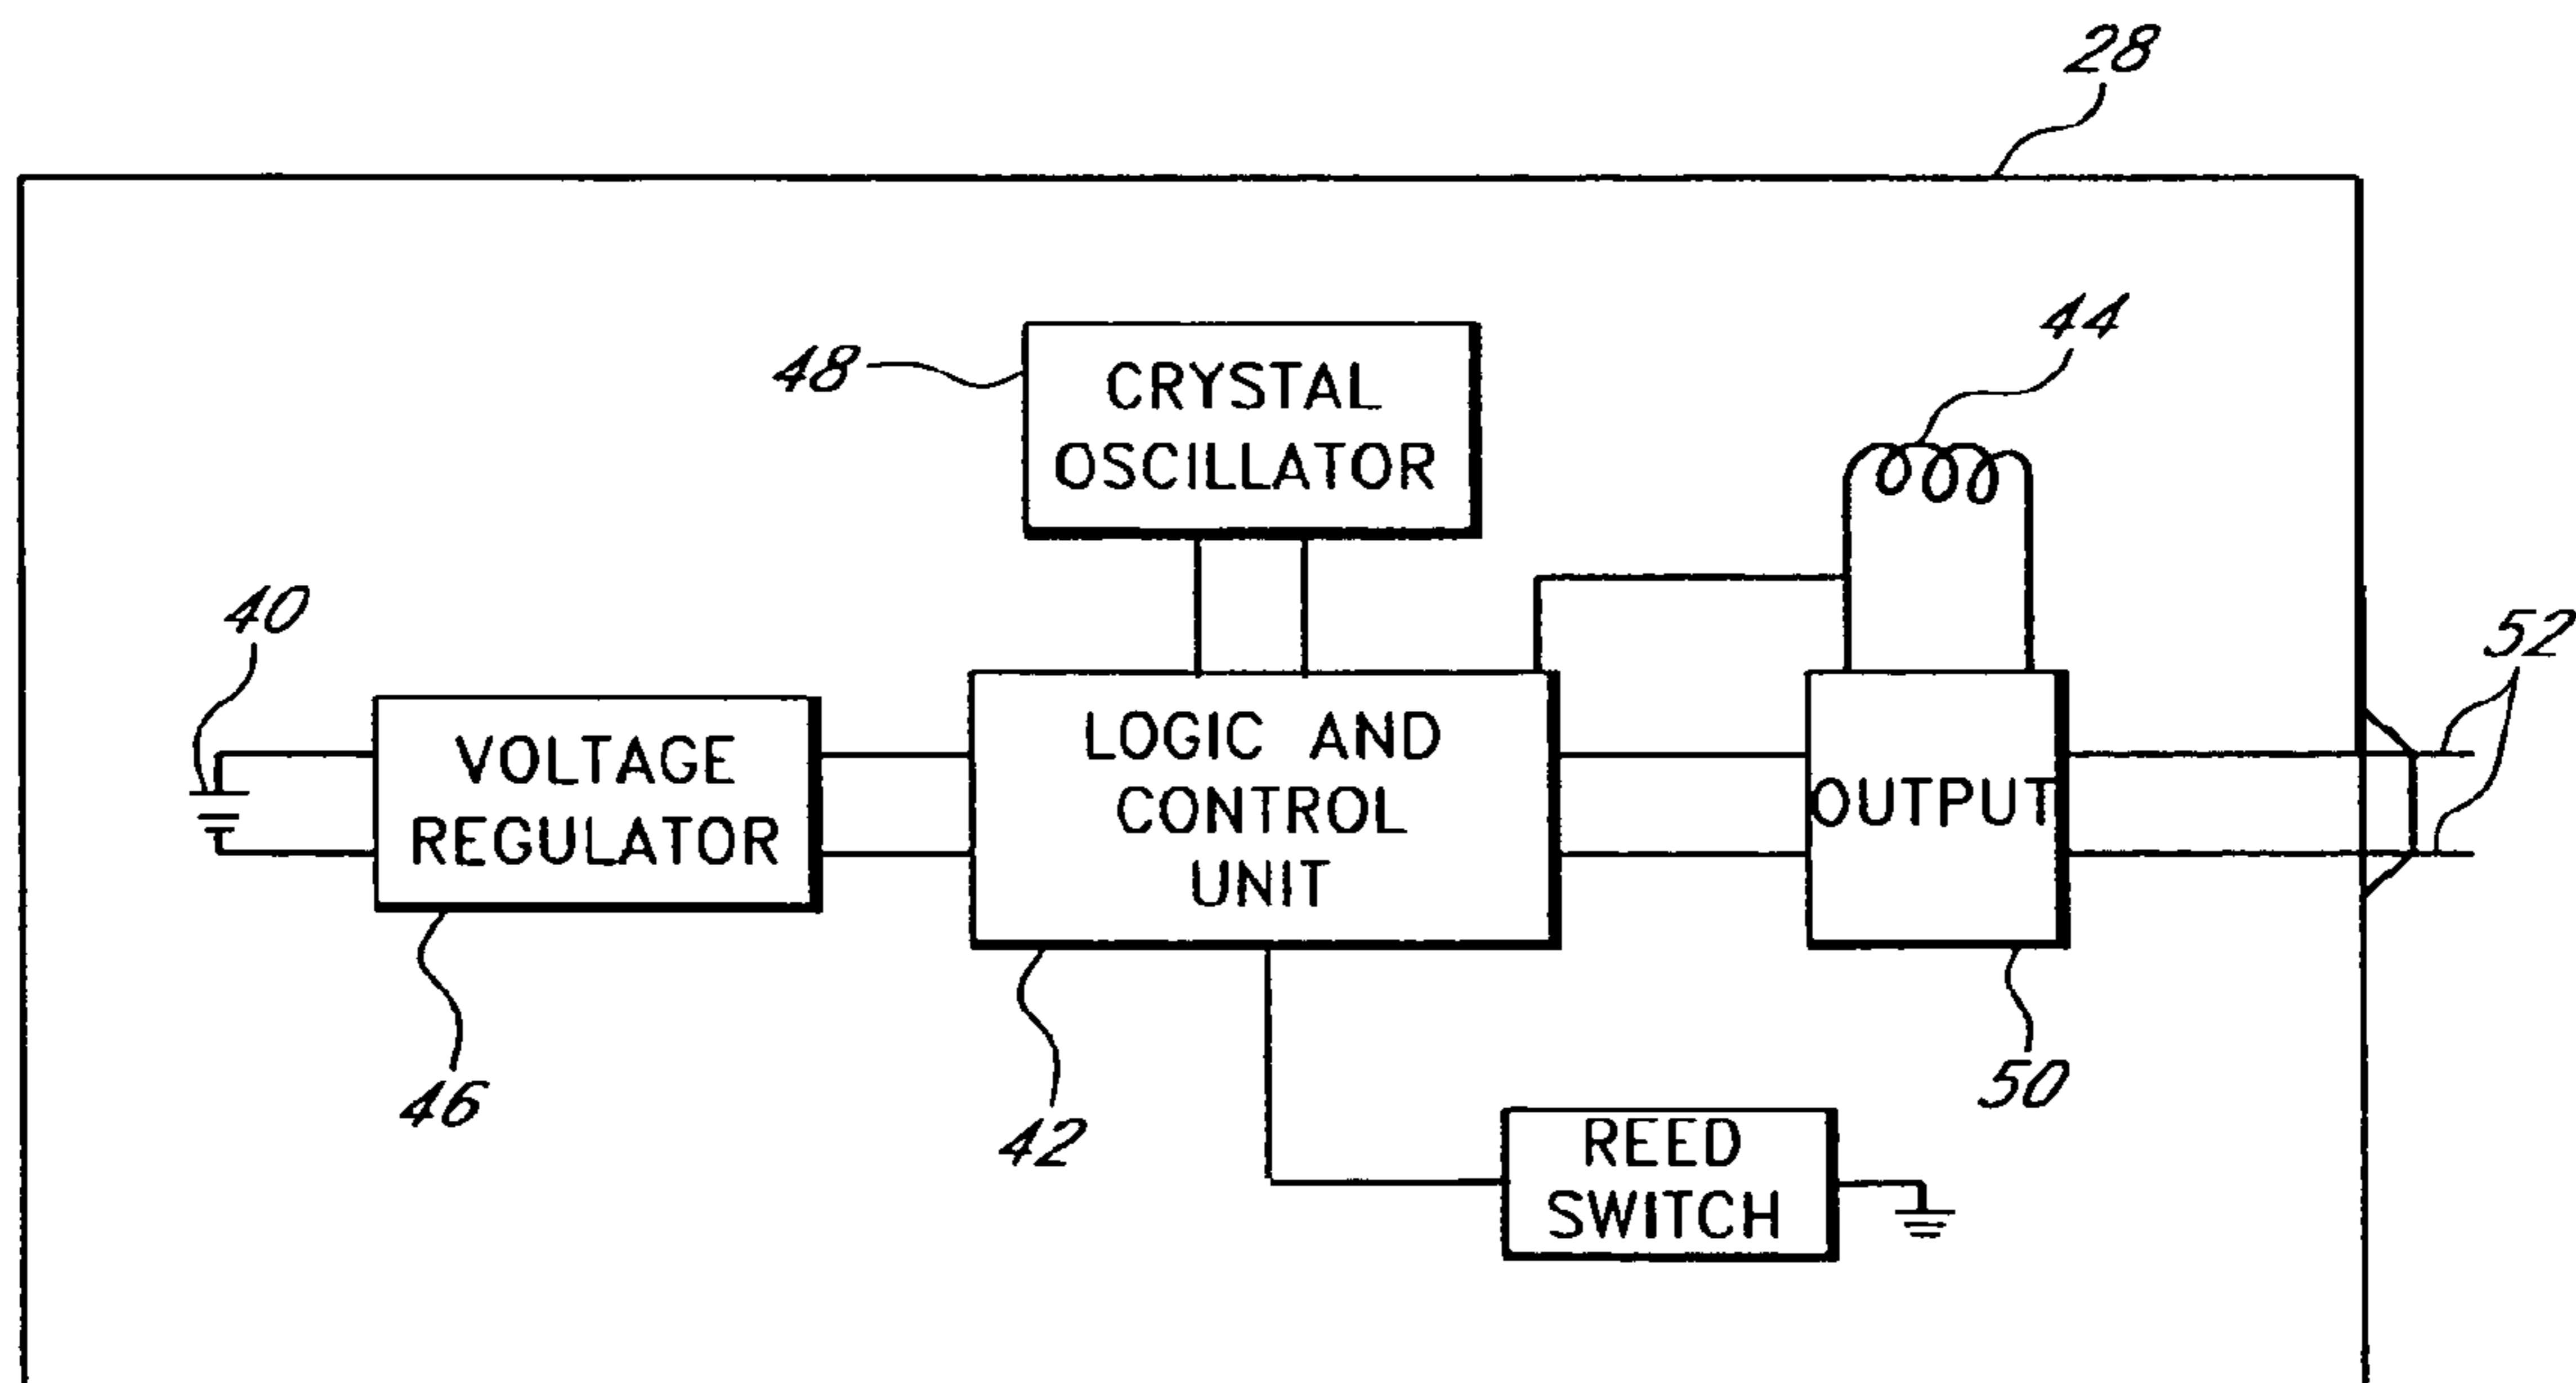 28
44
48
CRYSTAL
OSCILLATOR
40
52
VOLTAGE
REGULATOR
LOGIC AND
CONTROL
UNIT
OUTPUT
46
42
50
REED
SWITCH